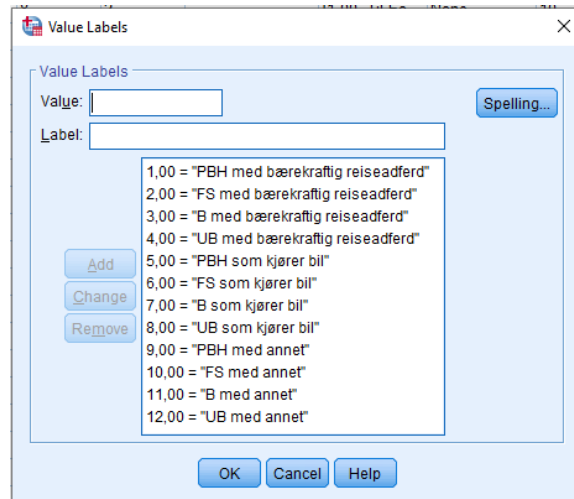 Value Labels
Value Labels
Value:
Spelling...
Label:
1,00 = "PBH med bærekraftig reiseadferd"
2,00 = "FS med bærekraftig reiseadferd"
3,00 = "B med bærekraftig reiseadferd"
4,00 = "UB med bærekraftig reiseadferd"
5,00 = "PBH som kjører bil"
6,00 = "FS som kjører bil"
7,00 = "B som kjører bil"
8,00 = "UB som kjører bil"
9,00 = "PBH med annet"
10,00 = "FS med annet"
11,00 = "B med annet"
12,00 = "UB med annet"
Add
Change
Remove
OK Cancel Help